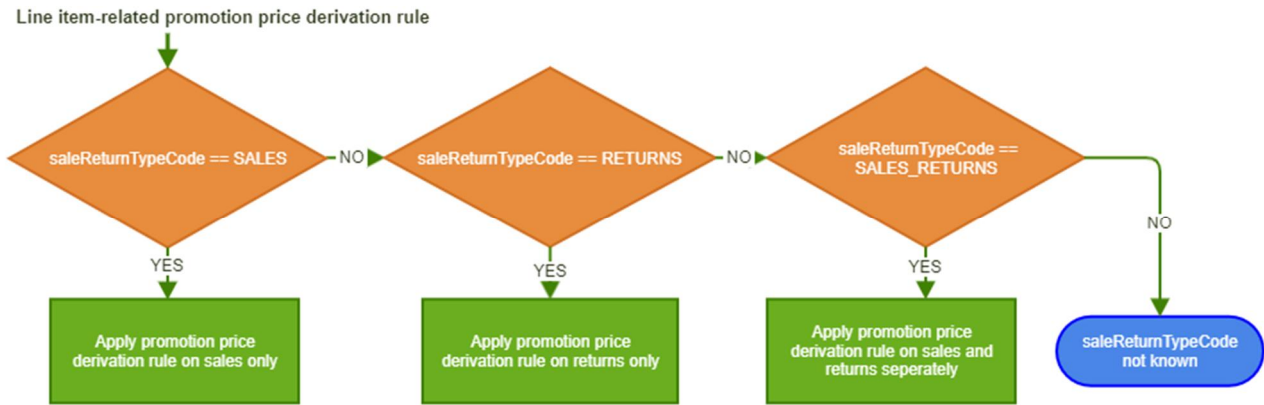 Line item-related promotion price derivation rule
saleReturnTypeCode == SALES
NO
saleReturnTypeCode == RETURNS
NO
saleReturnTypeCode ==
SALES_RETURNS
NO
YES
YES
YES
Apply promotion price
derivation rule on sales only
Apply promotion price
derivation rule on returns only
Apply promotion price
derivation rule on sales and
returns seperately
saleReturnTypeCode
not known